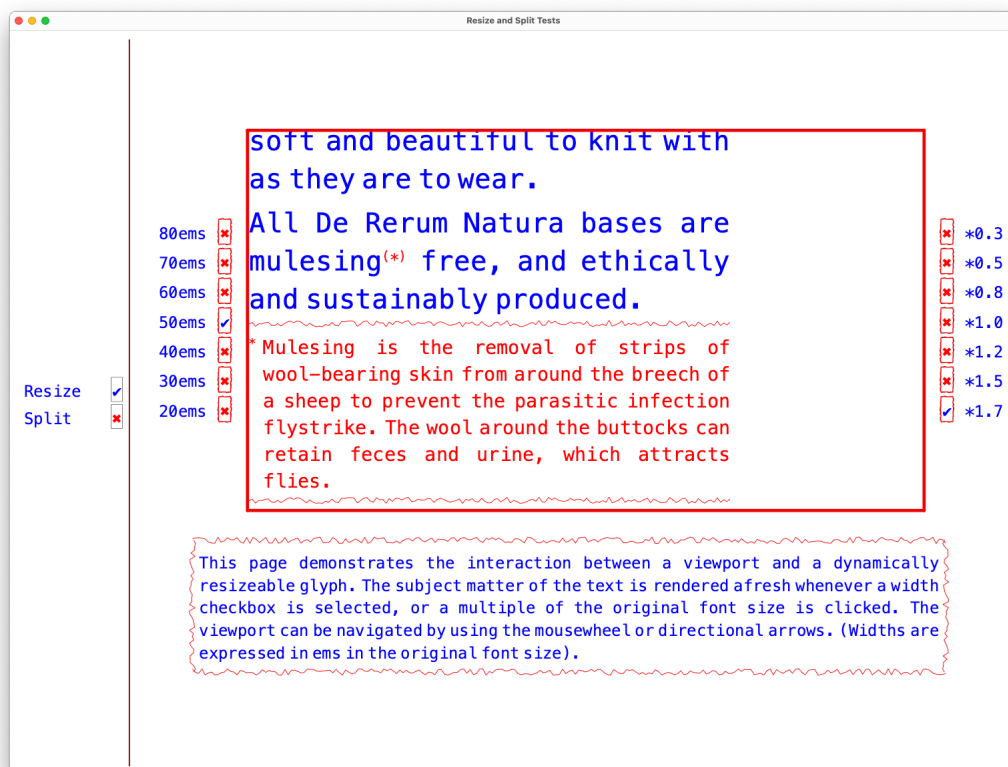 Resize and Split Tests
Resize ✔
Split ✖
80ems ✖
70ems ✖
60ems ✖
50ems ✔
40ems ✖
30ems ✖
20ems ✖
soft and beautiful to knit with
as they are to wear.
All De Rerum Natura bases are
mulesing(*) free, and ethically
and sustainably produced.
* Mulesing is the removal of strips of
wool—bearing skin from around the breech of
a sheep to prevent the parasitic infection
flystrike. The wool around the buttocks can
retain feces and urine, which attracts
flies.
✖ *0.3
✖ *0.5
✖ *0.8
✖ *1.0
✖ *1.2
✖ *1.5
✔ *1.7
This page demonstrates the interaction between a viewport and a dynamically
resizeable glyph. The subject matter of the text is rendered afresh whenever a width
checkbox is selected, or a multiple of the original font size is clicked. The
viewport can be navigated by using the mousewheel or directional arrows. (Widths are
expressed in ems in the original font size).